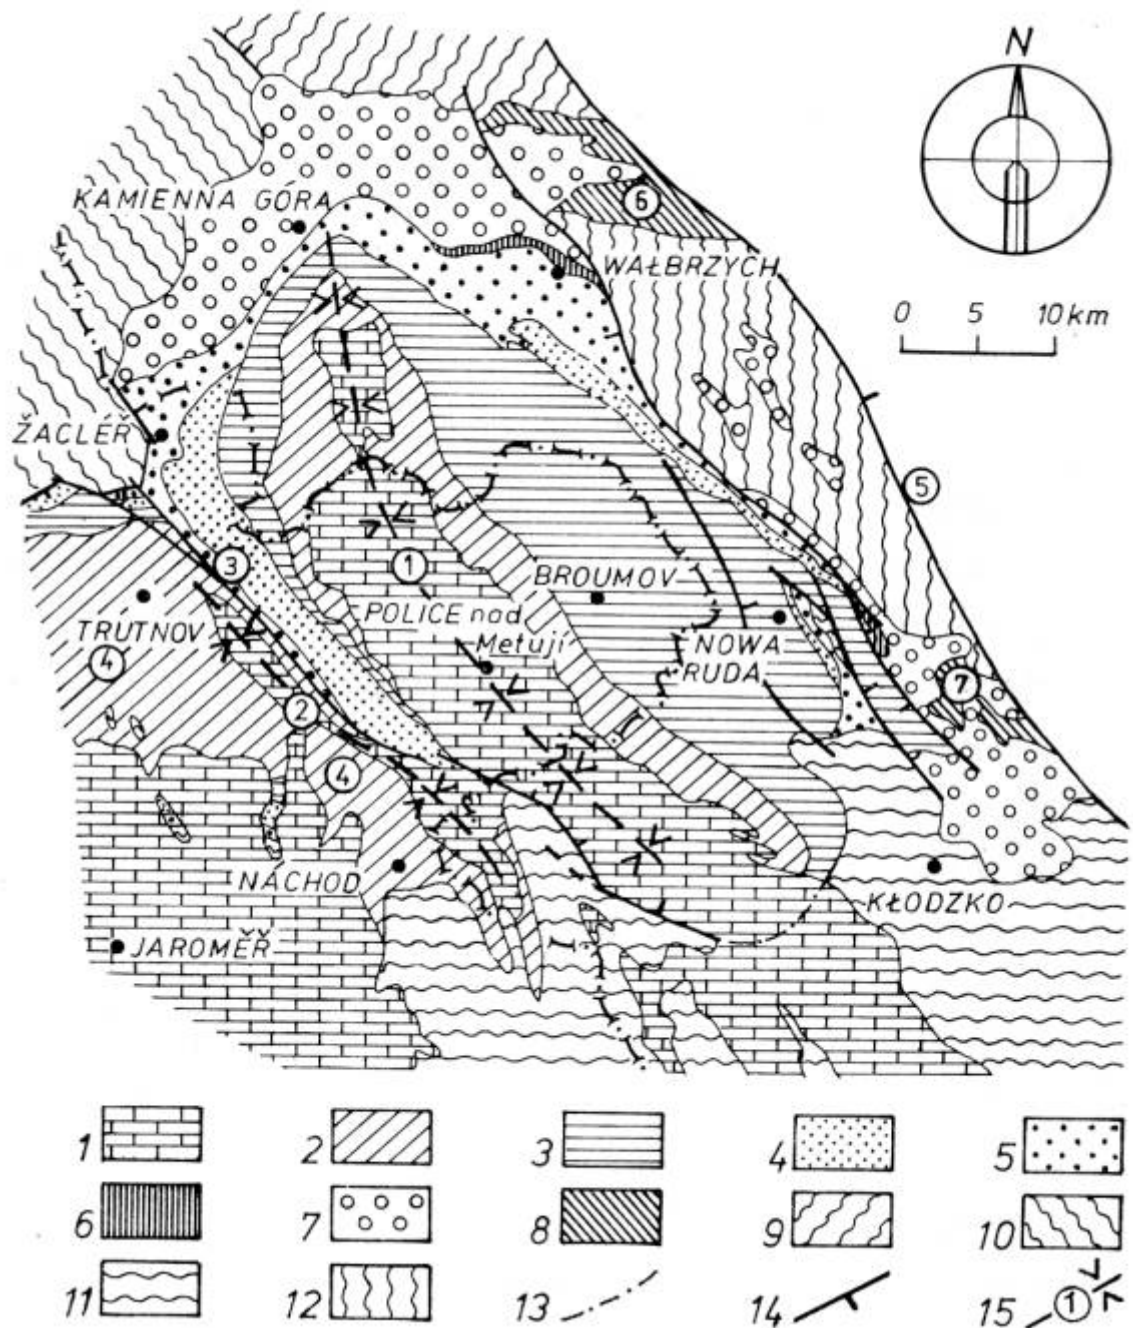 N
KAMIENNA GÓRA
6
WAŁBRZYCH
0 5 10 km
ŽACLÉŘ
5
3
1
BROUMOV
POLICE nad
Metují
NOWA
RUDA
TRUTNOV
4
7
2
4
NÁCHOD
KŁODZKO
JAROMĚŘ
1 2 3 4 5
6 7 8 9 10
11 12 13 14 15 1